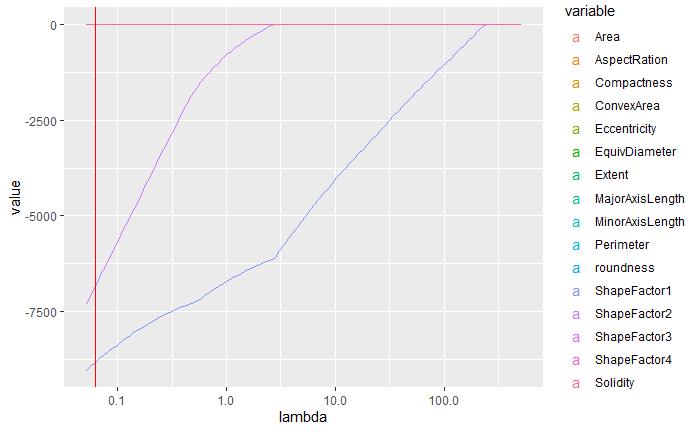 variable
a Area
a AspectRation
a Compactness
a ConvexArea
a Eccentricity
a EquivDiameter
a Extent
a MajorAxisLength
a MinorAxisLength
a Perimeter
a roundness
a ShapeFactor1
a ShapeFactor2
a ShapeFactor3
a ShapeFactor4
a Solidity
value
0
-2500
-5000
-7500
0.1 1.0 10.0 100.0
lambda